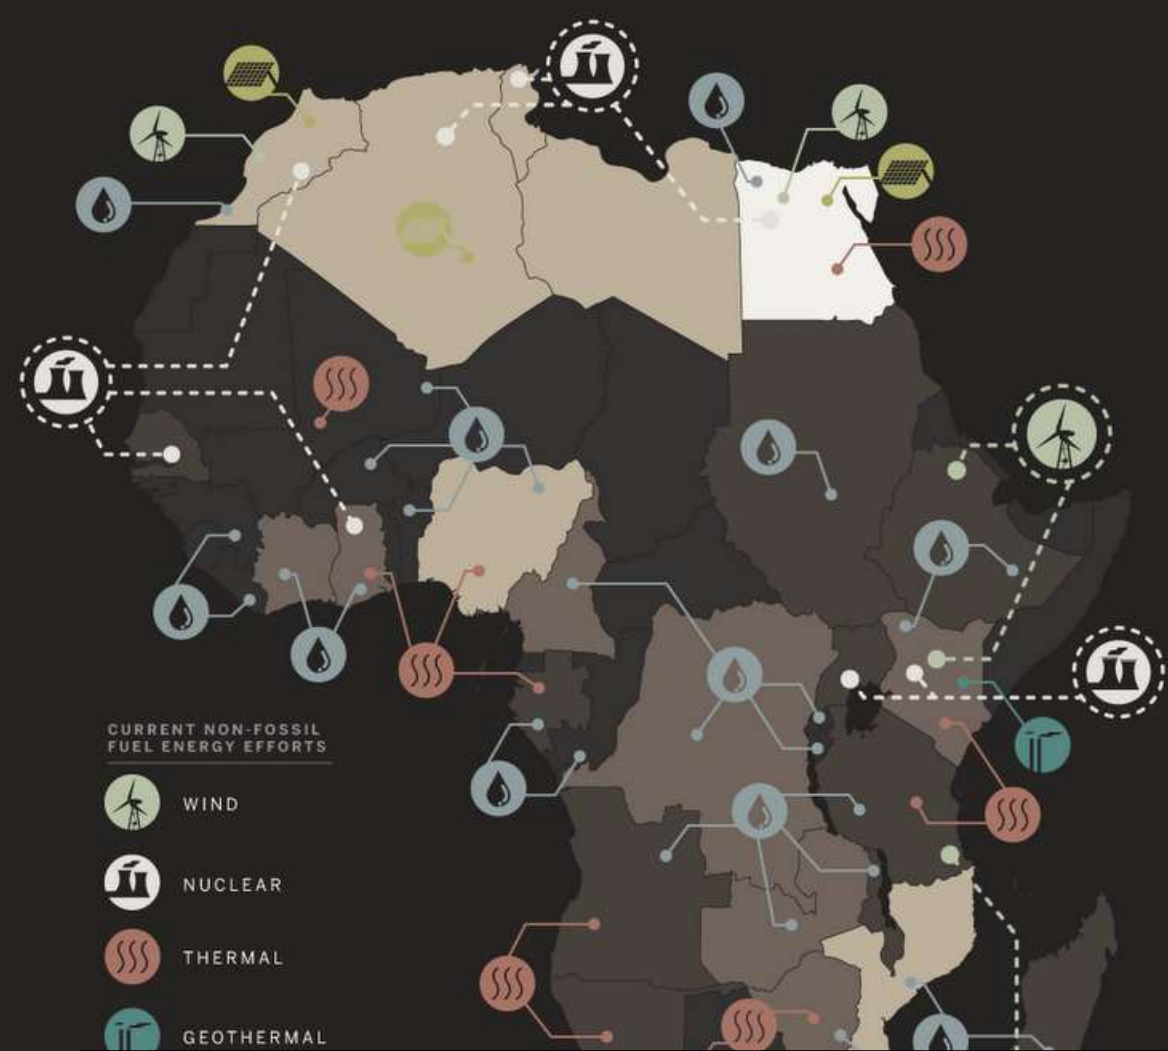 CURRENT NON-FOSSIL
FUEL ENERGY EFFORTS
WIND
NUCLEAR
THERMAL
GEOTHERMAL